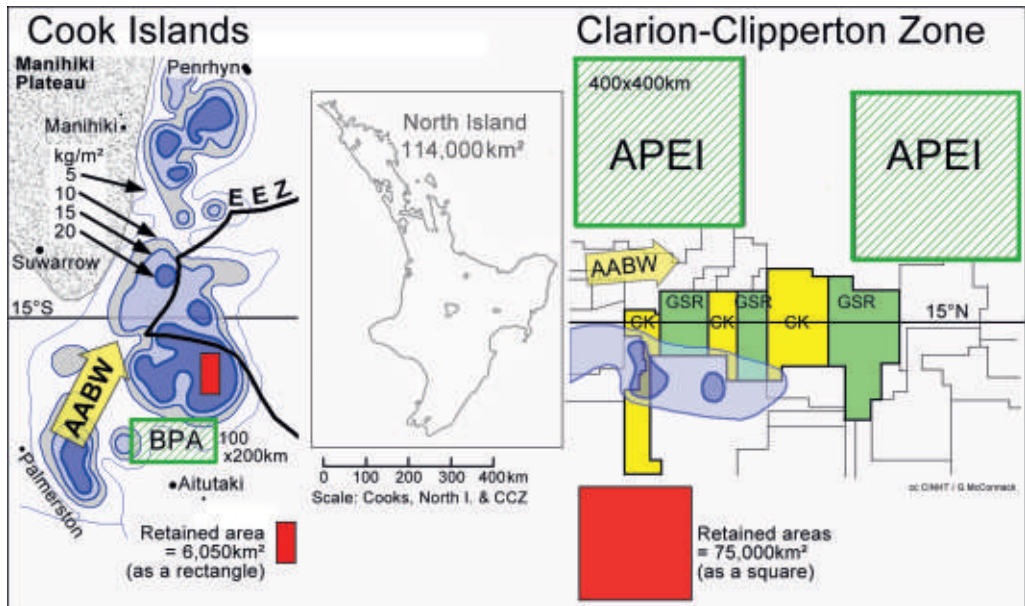 Cook Islands
Manihiki
Plateau
Penrhyn
Manihiki
kg/m²
5
10
15
20
EEZ
Suwarrow
15°S
AABW
BPA
100
x200km
Palmerston
Aitutaki
Retained area
= 6,050km²
(as a rectangle)
North Island
114,000km²
0 100 200 300 400km
Scale: Cooks, North I. & CCZ
Clarion-Clipperton Zone
400x400km
APEI
APEI
AABW
GSR
GSR
GSR
15°N
CK
CK
CK
cc CINHT / G McCormack
Retained areas
= 75,000km²
(as a square)